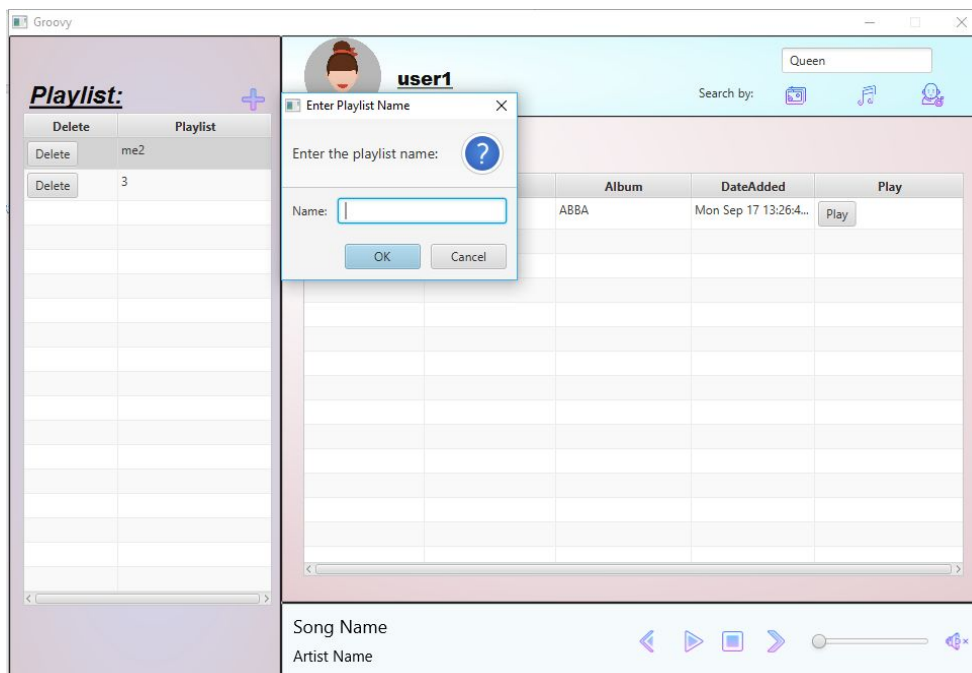 Groovy
Playlist:
Delete Playlist
Delete me2
Delete 3
user1
Queen
Search by:
Enter Playlist Name
Enter the playlist name:
?
Name:
OK Cancel
Album DateAdded Play
ABBA Mon Sep 17 13:26:4... Play
Song Name
Artist Name